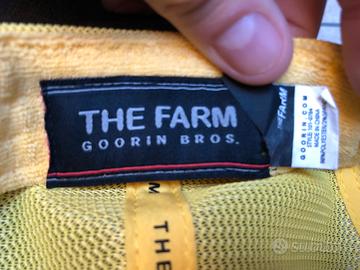 THE FARM
GOORIN BROS.
THE FARM
GOORIN.COM
MADE IN CHINA
M
THE